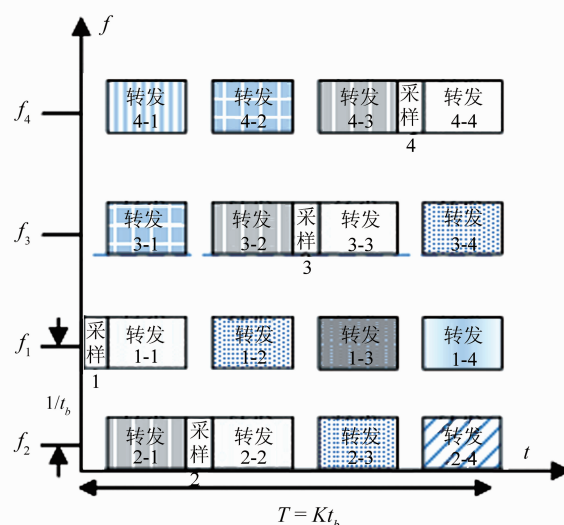 f
f4
转发 4-1
转发 4-2
转发 4-3
采样 4
转发 4-4
f3
转发 3-1
转发 3-2
采样 3
转发 3-3
转发 3-4
f1
采样 1
转发 1-1
转发 1-2
转发 1-3
转发 1-4
1/tb
f2
转发 2-1
采样 2
转发 2-2
转发 2-3
转发 2-4
t
T = Ktb